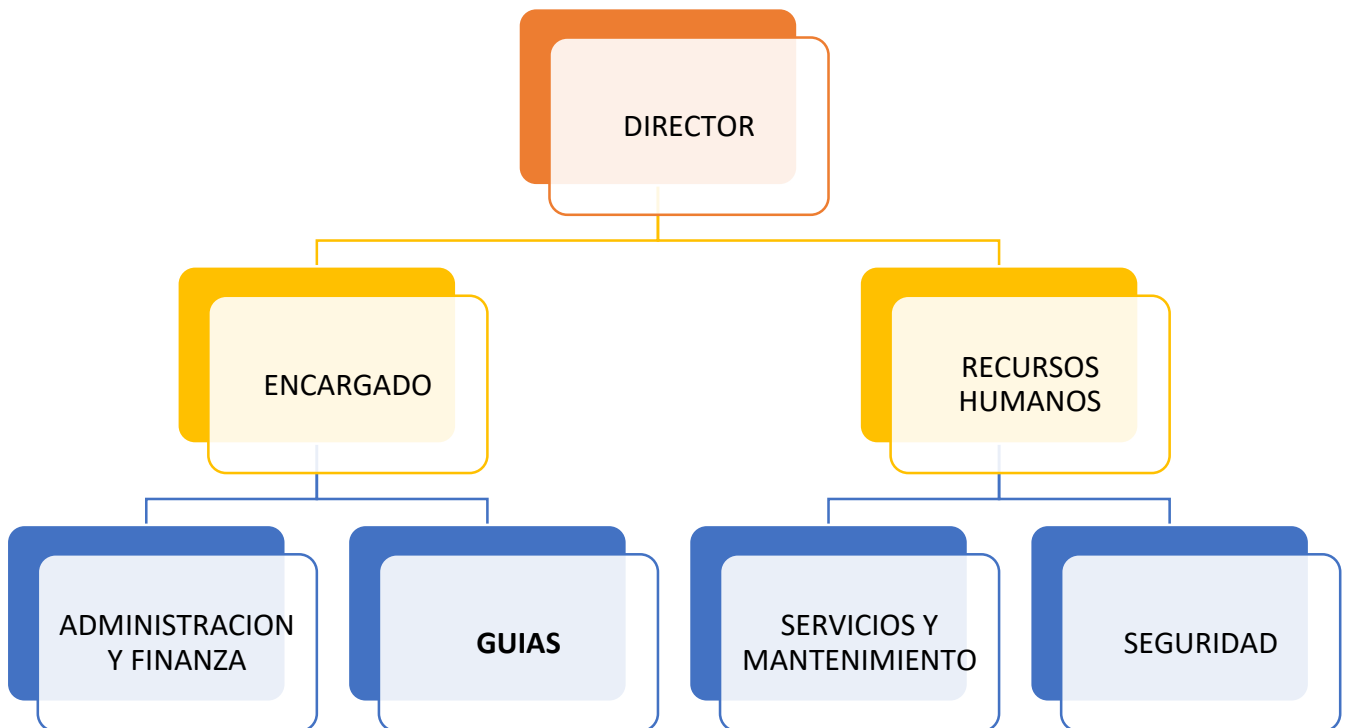 DIRECTOR
ENCARGADO
RECURSOS
HUMANOS
ADMINISTRACION
Y FINANZA
GUIAS
SERVICIOS Y
MANTENIMIENTO
SEGURIDAD